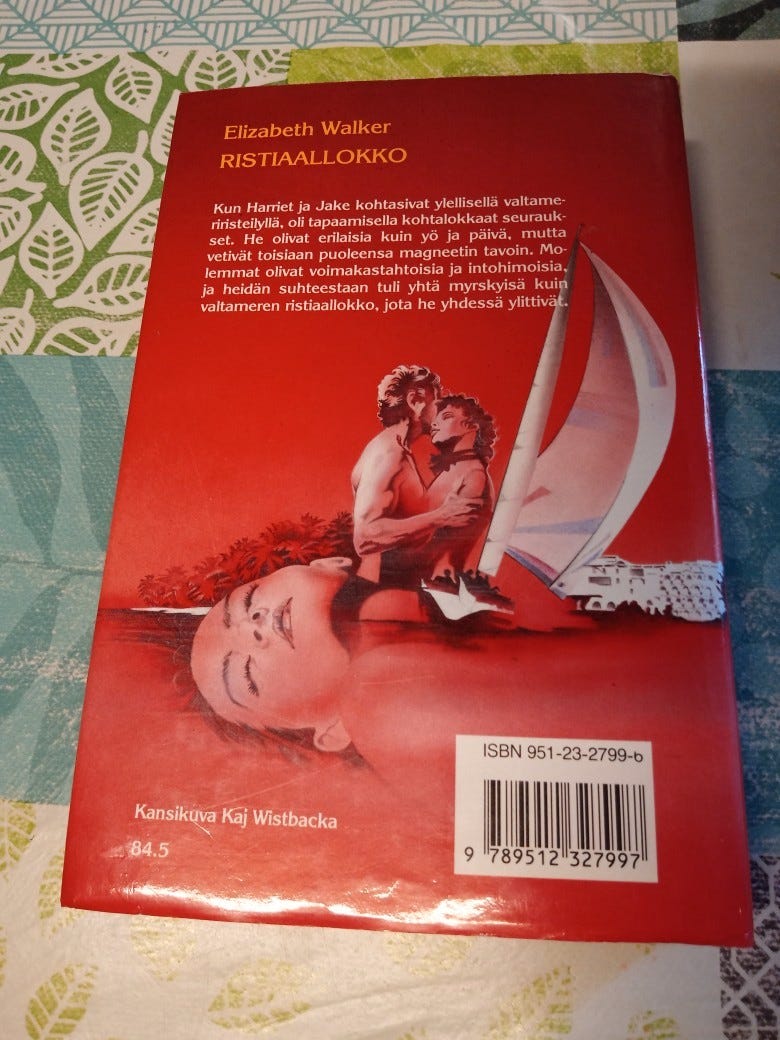 Elizabeth Walker
RISTIAALLOKKO
Kun Harriet ja Jake kohtasivat ylellisellä valtame-
riristeilyllä, oli tapaamisella kohtalokkaat seurauk-
set. He olivat erilaisia kuin yö ja päivä, mutta
vetivät toisiaan puoleensa magneetin tavoin. Mo-
lemmat olivat voimakastahtoisia ja intohimoisia,
ja heidän suhteestaan tuli yhtä myrskyisä kuin
valtameren ristiaallokko, jota he yhdessä ylittivät.
ISBN 951-23-2799-6
9 789512 327997
Kansikuva Kaj Wistbacka
84.5